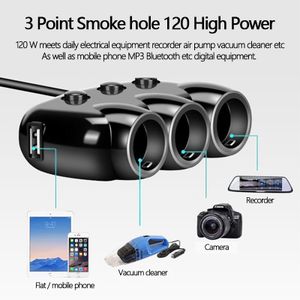 3 Point Smoke hole 120 High Power
120 W meets daily electrical equipment recorder air pump vacuum cleaner etc
As well as mobile phone MP3 Bluetooth etc digital equipment.
Recorder
Camera
Vacuum cleaner
Flat / mobile phone